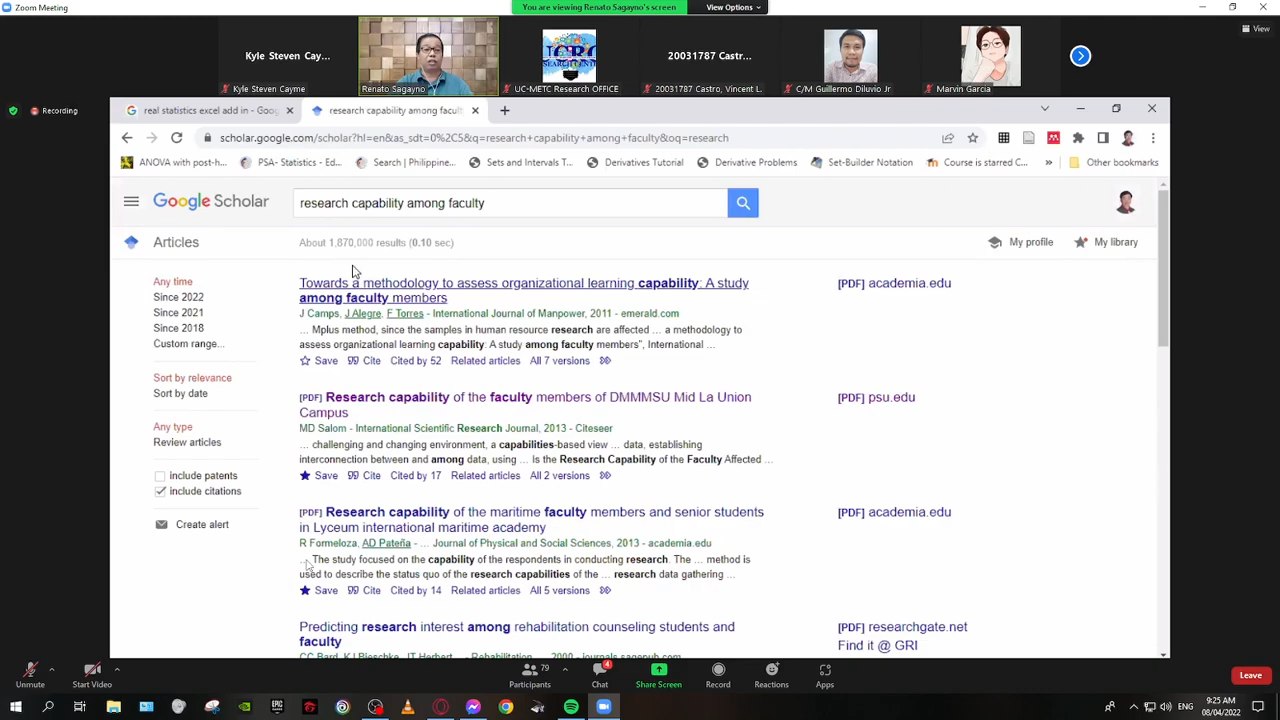 Zoom Meeting
You are viewing Renato Sagayno's screen
View Options
View
Kyle Steven Cay...
20031787 Castr...
Kyle Steven Cayme
Renato Sagayno
UC-METC Research OFFICE
20031787 Castro, Vincent L.
C/M Guillermo Diluvio Jr
Marvin Garcia
Recording
real statistics excel add in - Goog
research capability among facult
scholar.google.com/scholar?hl=en&as_sdt=0%2C5&q=research+capability+among+faculty&oq=research
ANOVA with post-h...
PSA- Statistics - Ed...
Search | Philippine...
Sets and Intervals T...
Derivatives Tutorial
Derivative Problems
Set-Builder Notation
Course is starred C...
»
Other bookmarks
Google Scholar
research capability among faculty
Articles
About 1,870,000 results (0.10 sec)
My profile
My library
Any time
Since 2022
Since 2021
Since 2018
Custom range...
Sort by relevance
Sort by date
Any type
Review articles
include patents
include citations
Create alert
Towards a methodology to assess organizational learning capability: A study
among faculty members
J Camps, J Alegre, F Torres - International Journal of Manpower, 2011 - emerald.com
... Mplus method, since the samples in human resource research are affected ... a methodology to
assess organizational learning capability: A study among faculty members", International ...
Save Cite Cited by 52 Related articles All 7 versions
[PDF] academia.edu
[PDF] Research capability of the faculty members of DMMMSU Mid La Union
Campus
MD Salom - International Scientific Research Journal, 2013 - Citeseer
... challenging and changing environment, a capabilities-based view ... data, establishing
interconnection between and among data, using ... Is the Research Capability of the Faculty Affected ...
Save Cite Cited by 17 Related articles All 2 versions
[PDF] psu.edu
[PDF] Research capability of the maritime faculty members and senior students
in Lyceum international maritime academy
R Formeloza, AD Pateña - ... Journal of Physical and Social Sciences, 2013 - academia.edu
... The study focused on the capability of the respondents in conducting research. The ... method is
used to describe the status quo of the research capabilities of the ... research data gathering ...
Save Cite Cited by 14 Related articles All 5 versions
[PDF] academia.edu
Predicting research interest among rehabilitation counseling students and
faculty
[PDF] researchgate.net
Find it @ GRI
Unmute
Start Video
79
Participants
4
Chat
Share Screen
Record
Reactions
Apps
Leave
ENG
9:25 AM
08/04/2022